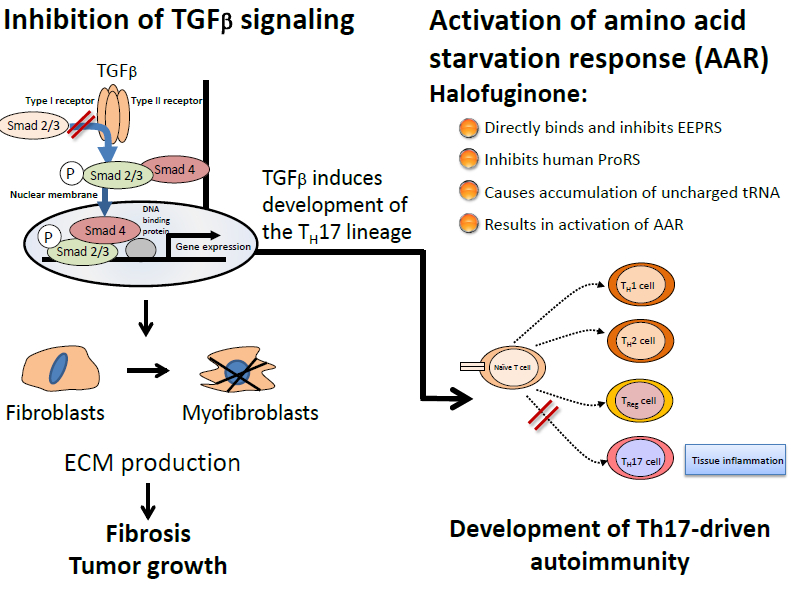 Inhibition of TGFβ signaling
TGFβ
Type I receptor
Type II receptor
Smad 2/3
P
Smad 2/3
Smad 4
Nuclear membrane
DNA
binding
protein
Smad 4
P
Smad 2/3
Gene expression
TGFβ induces
development of
the TH17 lineage
Fibroblasts
Myofibroblasts
ECM production
Fibrosis
Tumor growth
Activation of amino acid
starvation response (AAR)
Halofuginone:
Directly binds and inhibits EEPRS
Inhibits human ProRS
Causes accumulation of uncharged tRNA
Results in activation of AAR
TH1 cell
TH2 cell
Naïve T cell
TReg cell
TH17 cell
Tissue inflammation
Development of Th17-driven
autoimmunity